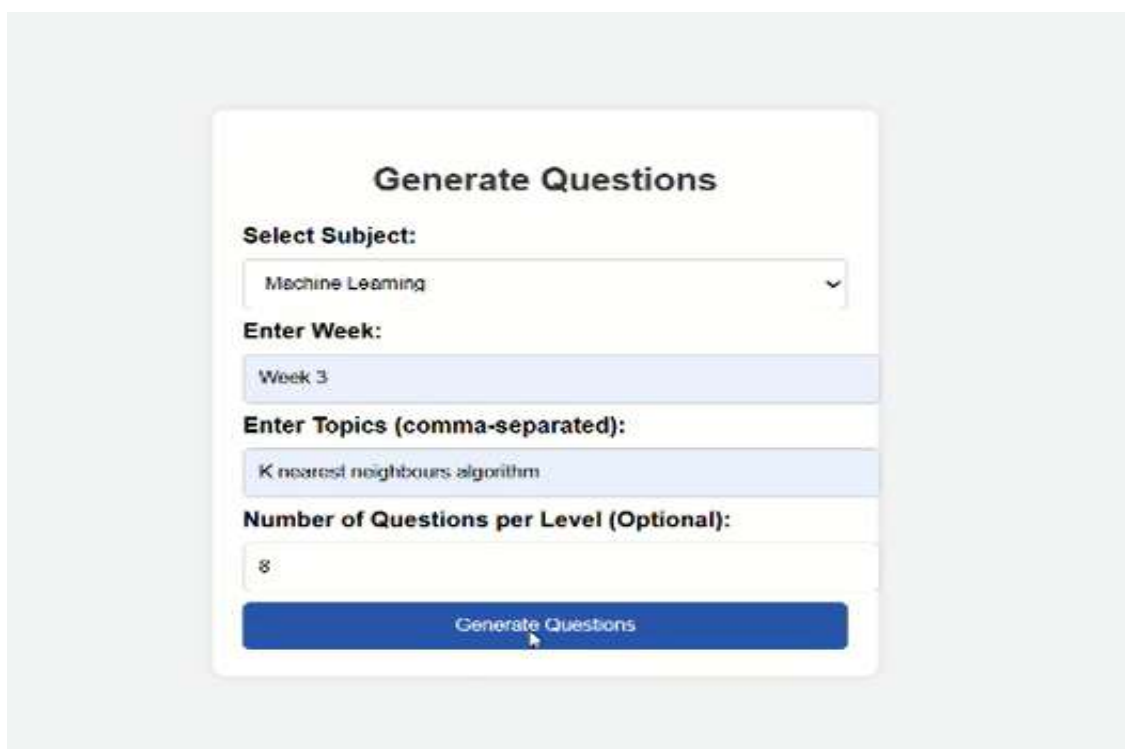 Generate Questions
Select Subject:
Machine Learning
Enter Week:
Week 3
Enter Topics (comma-separated):
K nearest neighbours algorithm
Number of Questions per Level (Optional):
8
Generate Questions